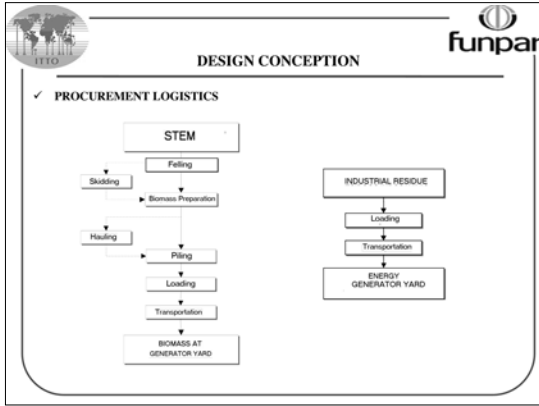 ITTO
funpar
DESIGN CONCEPTION
✓ PROCUREMENT LOGISTICS
STEM
Felling
Skidding
Biomass Preparation
Hauling
Piling
Loading
Transportation
BIOMASS AT
GENERATOR YARD
INDUSTRIAL RESIDUE
Loading
Transportation
ENERGY
GENERATOR YARD